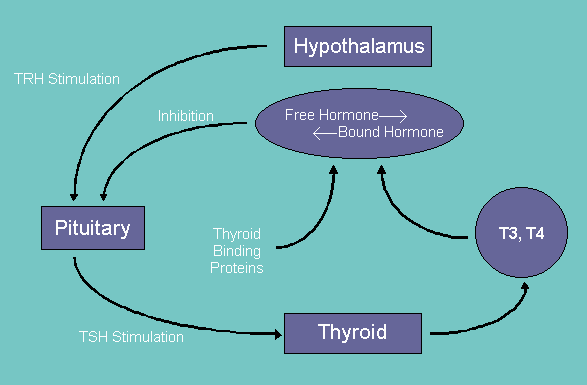 Hypothalamus
TRH Stimulation
Inhibition
Free Hormone
Bound Hormone
Pituitary
Thyroid
Binding
Proteins
T3, T4
TSH Stimulation
Thyroid